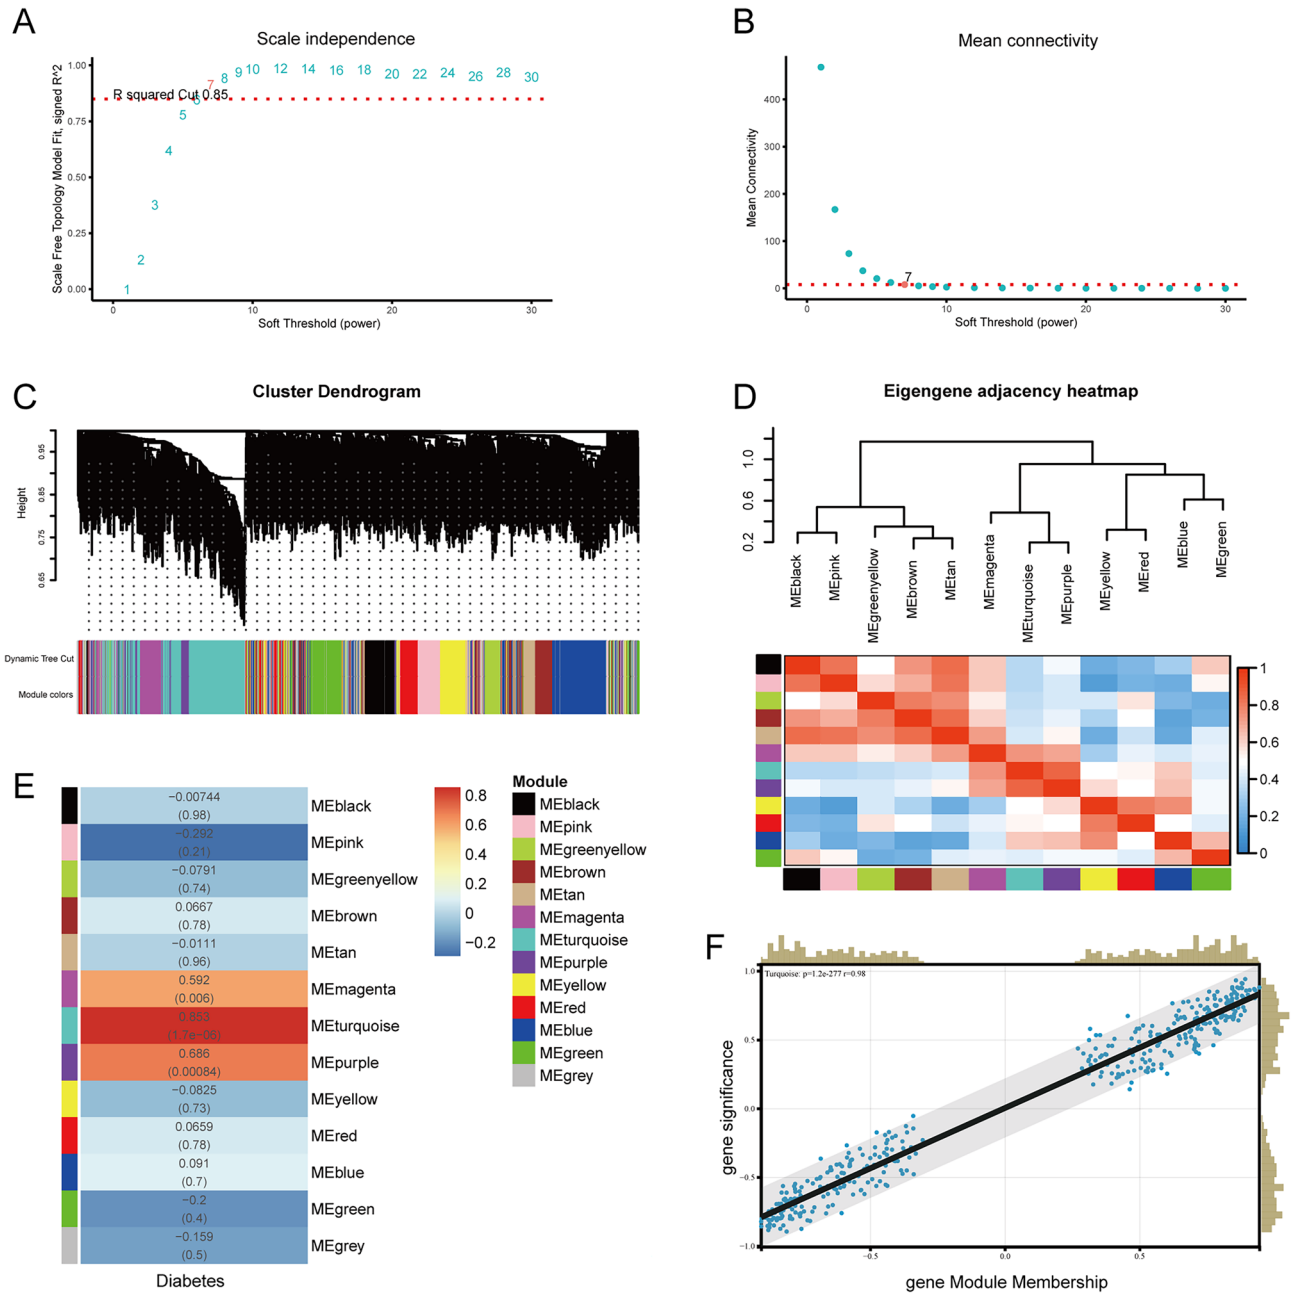 A
Scale independence
Scale Free Topology Model Fit, signed R^2
1.00
0.75
0.50
0.25
0.00
R squared Cut 0.85
1
2
3
4
5
6
7
8
9
10
12
14
16
18
20
22
24
26
28
30
0
10
20
30
Soft Threshold (power)
B
Mean connectivity
Mean Connectivity
400
300
200
100
0
7
0
10
20
30
Soft Threshold (power)
C
Cluster Dendrogram
Height
0.95
0.85
0.75
0.65
Dynamic Tree Cut
Module colors
D
Eigengene adjacency heatmap
1.0
0.6
0.2
MEblack
MEpink
MEgreenyellow
MEbrown
MEtan
MEmagenta
MEturquoise
MEpurple
MEyellow
MEred
MEblue
MEgreen
1
0.8
0.6
0.4
0.2
0
E
−0.00744
(0.98)
MEblack
−0.292
(0.21)
MEpink
−0.0791
(0.74)
MEgreenyellow
0.0667
(0.78)
MEbrown
−0.0111
(0.96)
MEtan
0.592
(0.006)
MEmagenta
0.853
(1.7e−06)
MEturquoise
0.686
(0.00084)
MEpurple
−0.0825
(0.73)
MEyellow
0.0659
(0.78)
MEred
0.091
(0.7)
MEblue
−0.2
(0.4)
MEgreen
−0.159
(0.5)
MEgrey
Diabetes
0.8
0.6
0.4
0.2
0
−0.2
Module
MEblack
MEpink
MEgreenyellow
MEbrown
MEtan
MEmagenta
MEturquoise
MEpurple
MEyellow
MEred
MEblue
MEgreen
MEgrey
F
Turquoise: p=1.2e-277 r=0.98
gene significance
1.0
0.5
0.0
−0.5
−1.0
−0.5
0.0
0.5
gene Module Membership